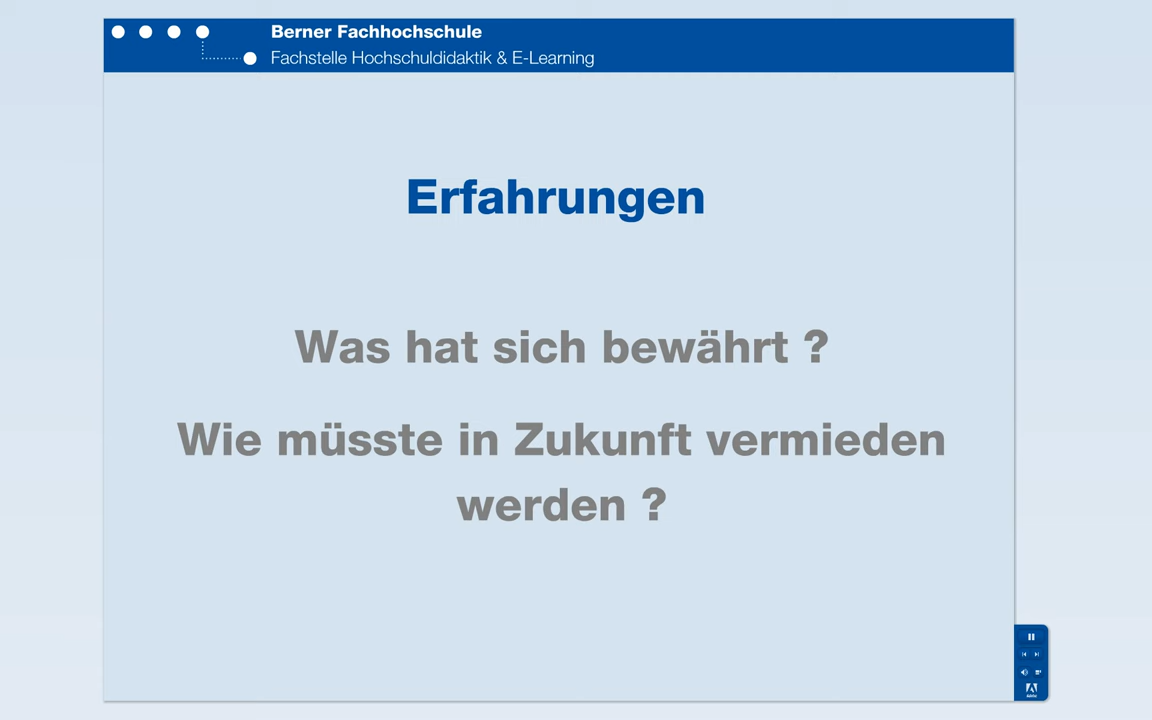 Berner Fachhochschule
Fachstelle Hochschuldidaktik & E-Learning
Erfahrungen
Was hat sich bewährt ?
Wie müsste in Zukunft vermieden
werden ?